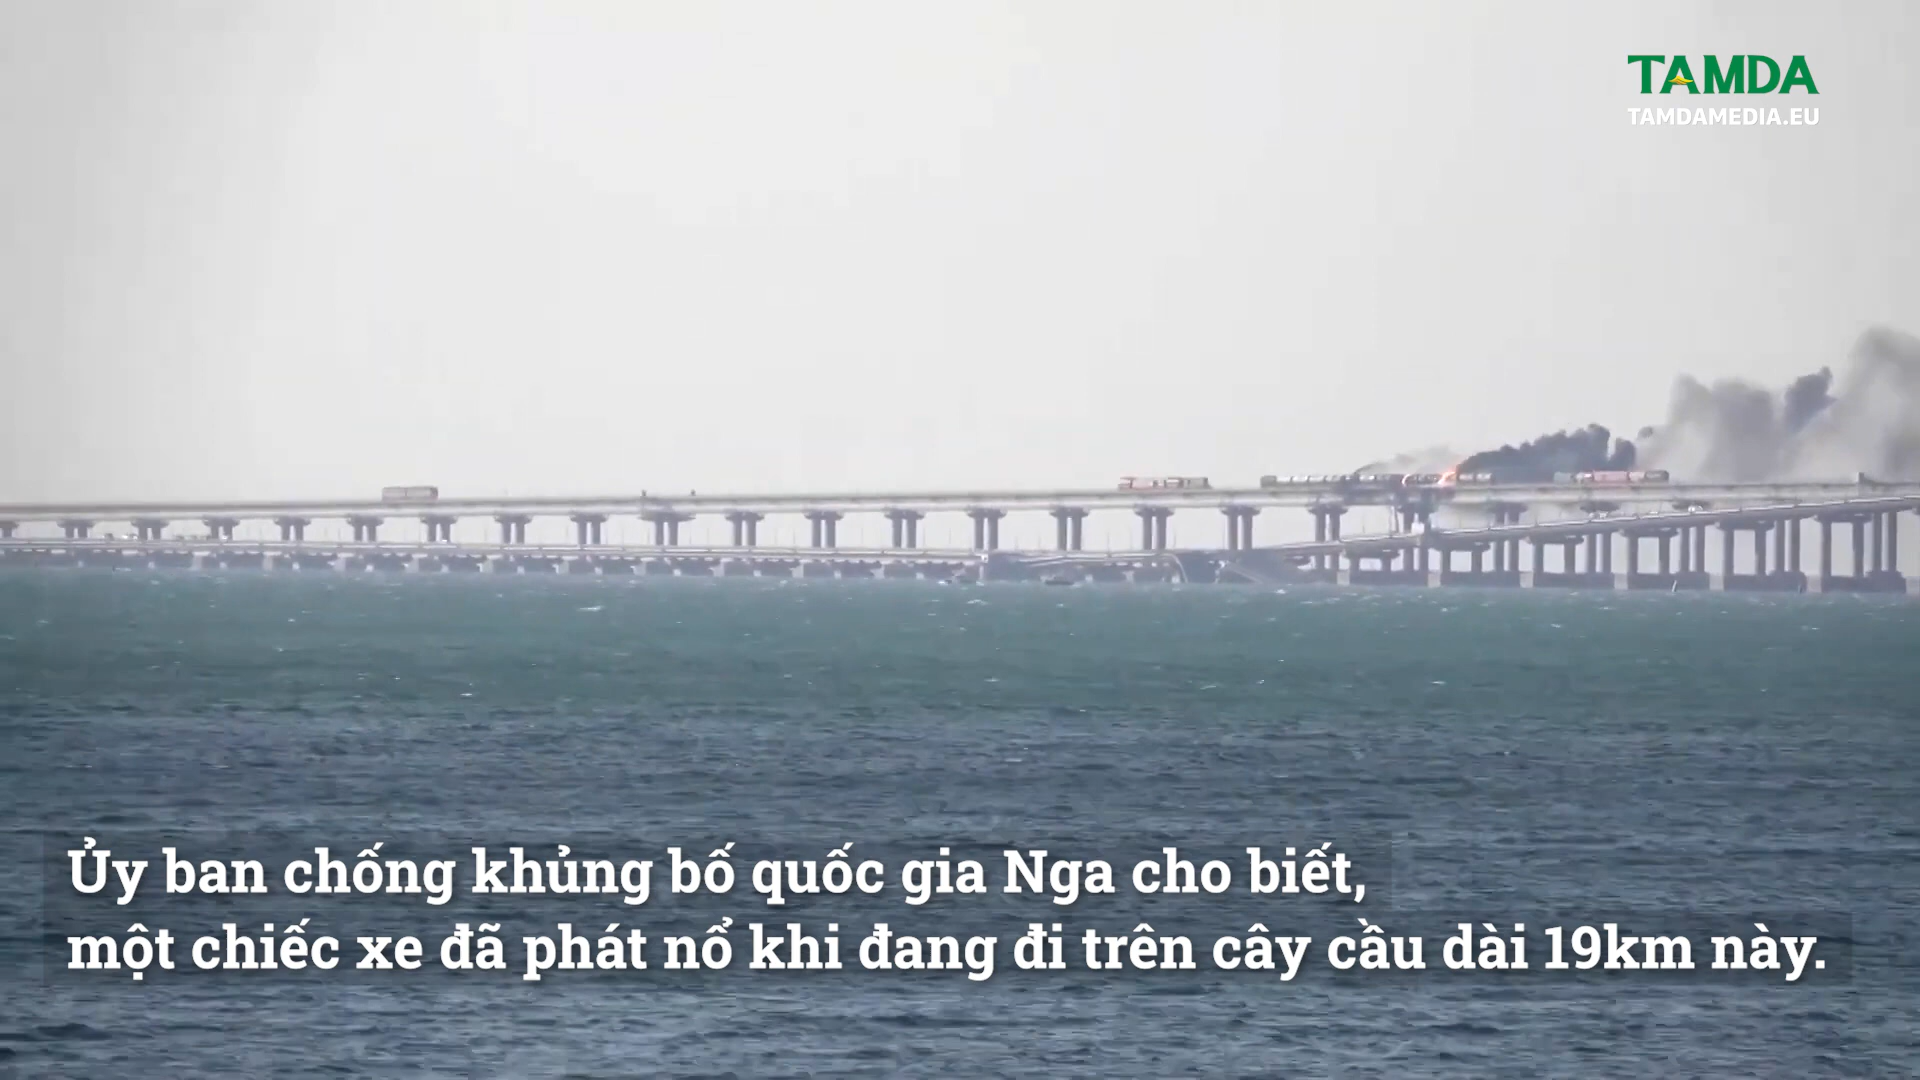 TAMDA
TAMDAMEDIA.EU
Ủy ban chống khủng bố quốc gia Nga cho biết,
một chiếc xe đã phát nổ khi đang đi trên cây cầu dài 19km này.